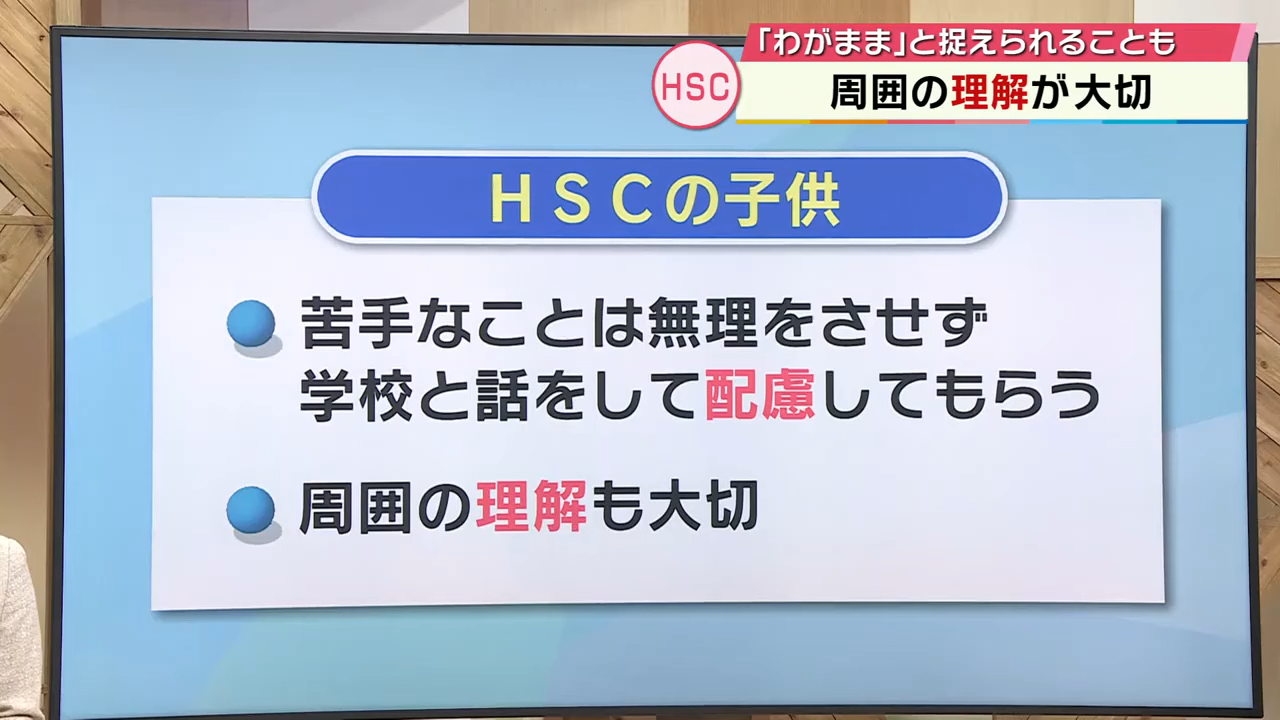 「わがまま」と捉えられることも
HSC
周囲の理解が大切
ＨＳＣの子供
苦手なことは無理をさせず
学校と話をして配慮してもらう
周囲の理解も大切